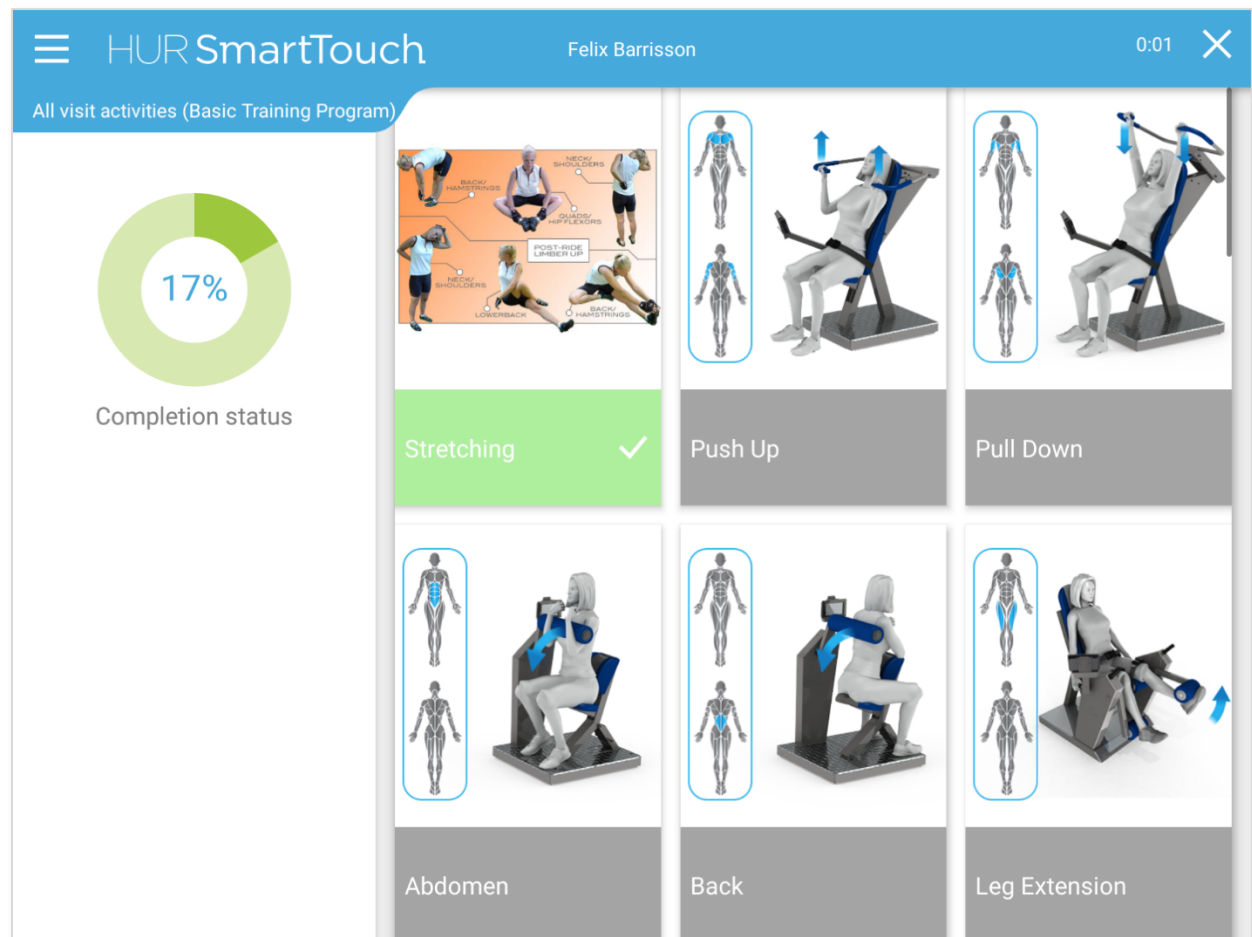 HUR SmartTouch
Felix Barrisson
0:01
All visit activities (Basic Training Program)
17%
Completion status
NECK/
SHOULDERS
BACK/
HAMSTRINGS
QUADS/
HIP FLEXORS
POST-RIDE
LIMBER UP
NECK/
SHOULDERS
LOWERBACK
BACK/
HAMSTRINGS
Stretching
Push Up
Pull Down
Abdomen
Back
Leg Extension